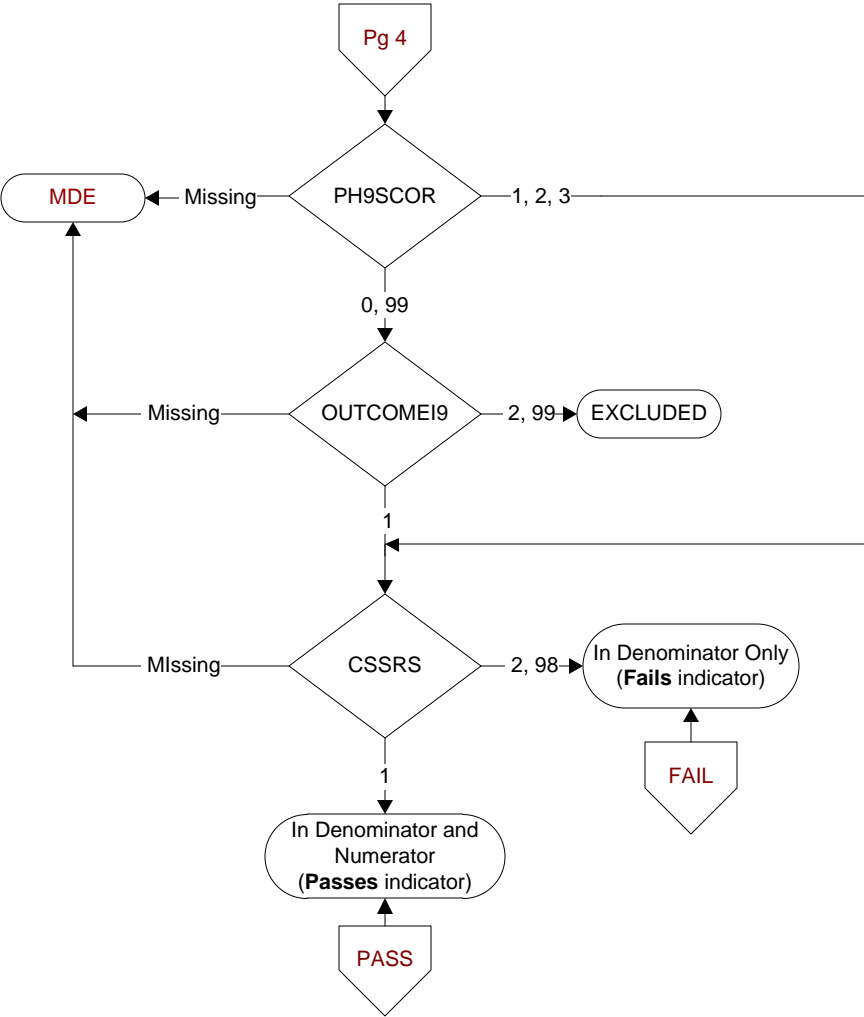 Pg 4
MDE
Missing
PH9SCOR
1, 2, 3
0, 99
Missing
OUTCOMEI9
2, 99
EXCLUDED
1
MIssing
CSSRS
2, 98
In Denominator Only
(Fails indicator)
1
FAIL
In Denominator and
Numerator
(Passes indicator)
PASS